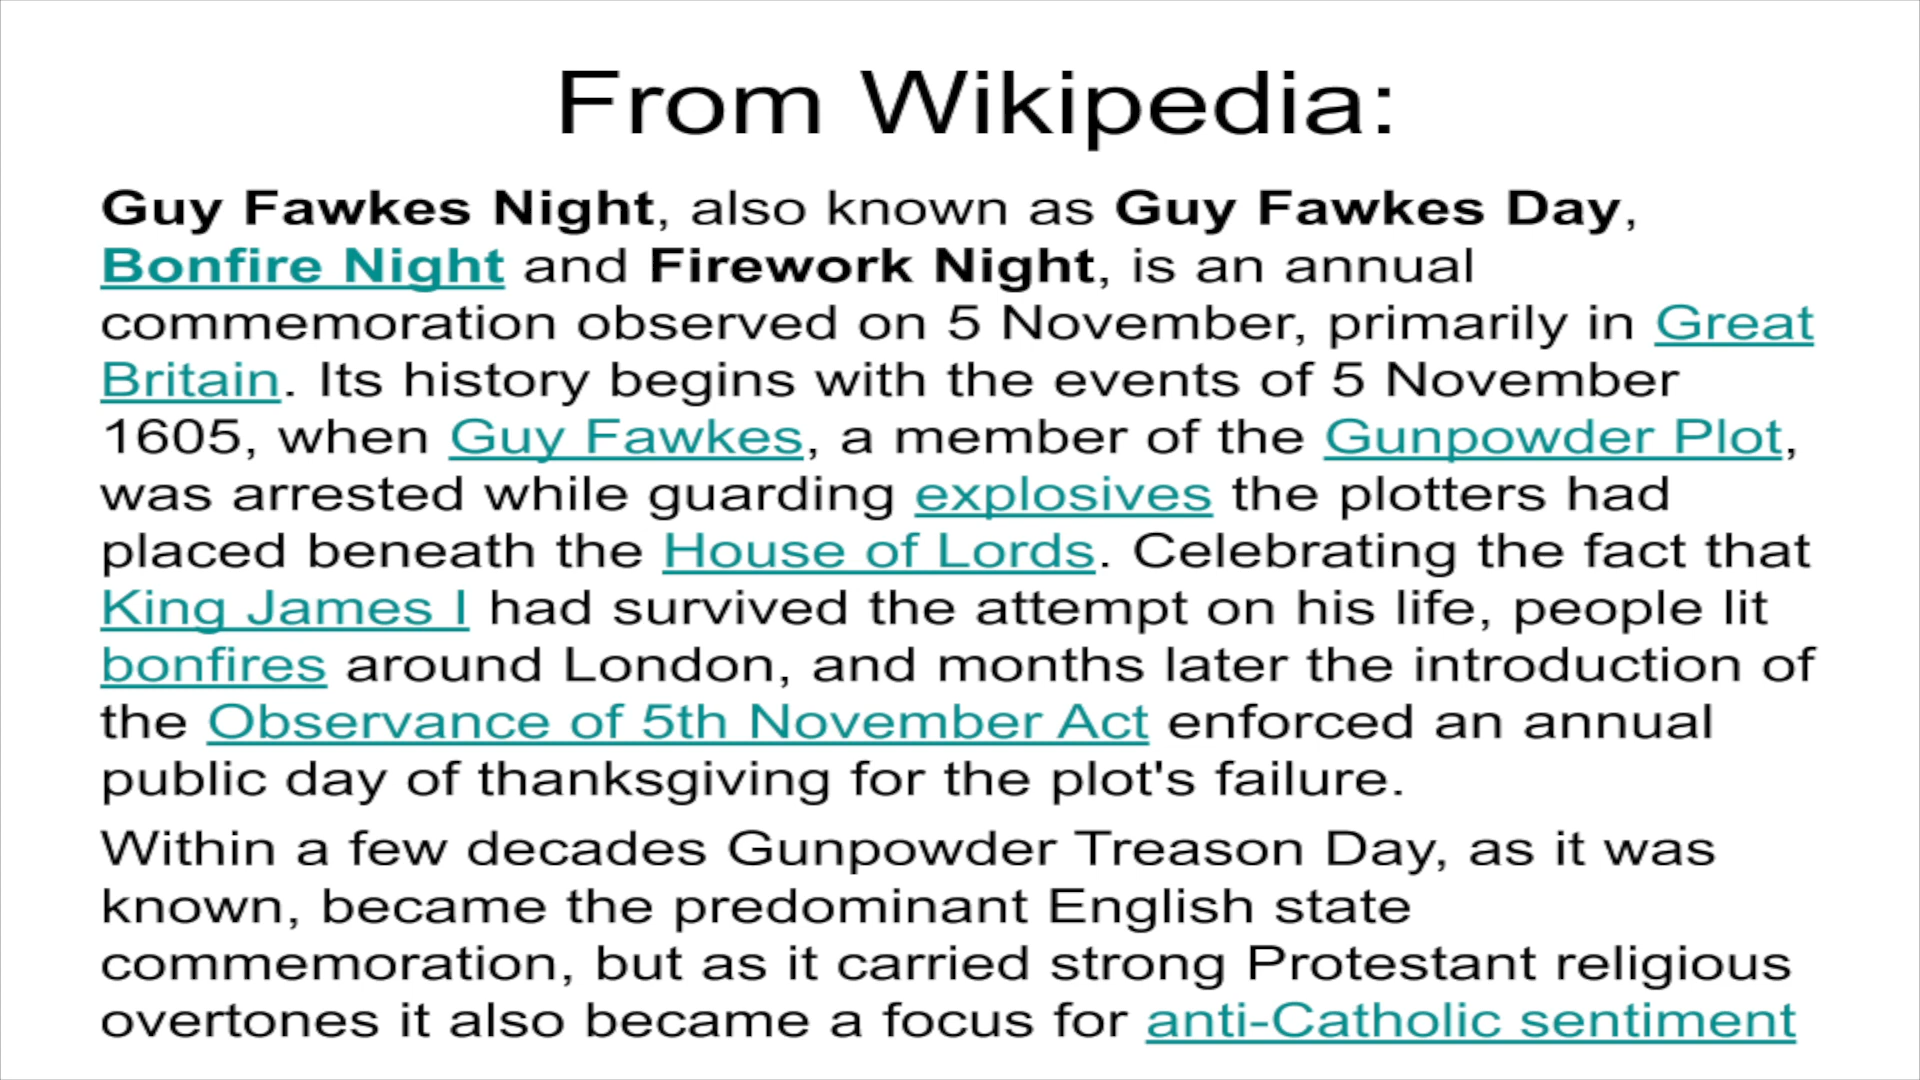 From Wikipedia:
Guy Fawkes Night, also known as Guy Fawkes Day,
Bonfire Night and Firework Night, is an annual
commemoration observed on 5 November, primarily in Great
Britain. Its history begins with the events of 5 November
1605, when Guy Fawkes, a member of the Gunpowder Plot,
was arrested while guarding explosives the plotters had
placed beneath the House of Lords. Celebrating the fact that
King James I had survived the attempt on his life, people lit
bonfires around London, and months later the introduction of
the Observance of 5th November Act enforced an annual
public day of thanksgiving for the plot's failure.
Within a few decades Gunpowder Treason Day, as it was
known, became the predominant English state
commemoration, but as it carried strong Protestant religious
overtones it also became a focus for anti-Catholic sentiment